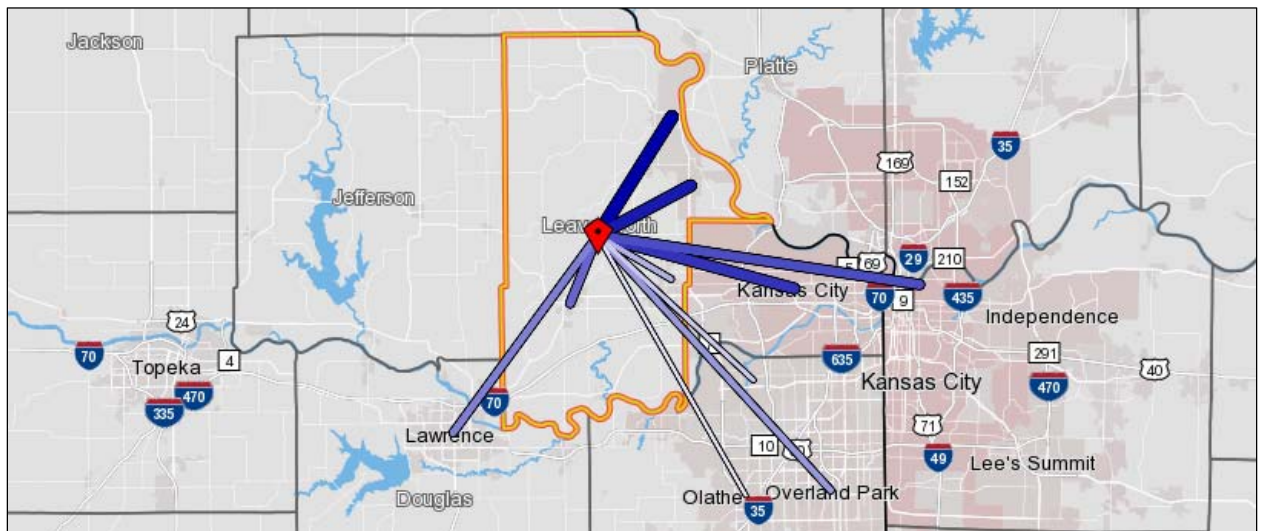 Jackson
Platte
35
169
152
Jefferson
Leavenworth
29
210
5
69
Kansas City
70
9
435
Independence
24
70
4
Topeka
470
335
635
291
470
40
Kansas City
70
Lawrence
71
10
49
Lee's Summit
Douglas
Olathe
35
Overland Park